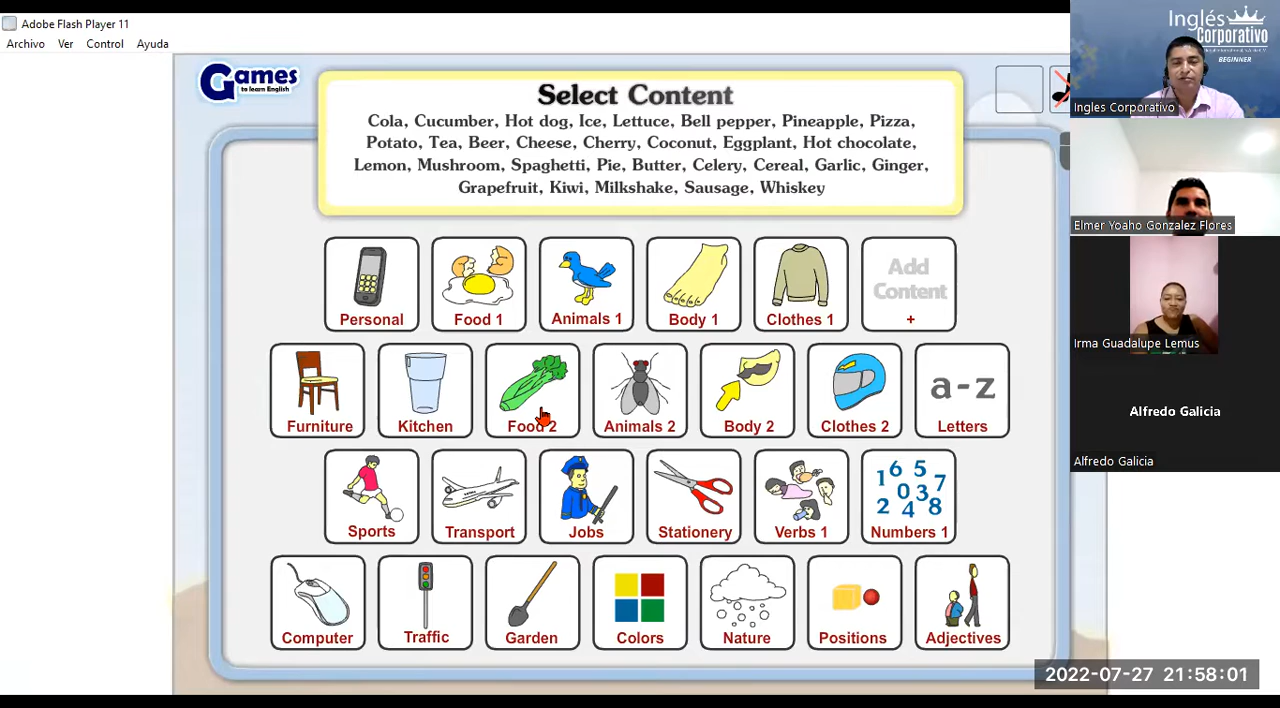 Adobe Flash Player 11
Archivo Ver Control Ayuda
Games
to learn English
Select Content
Cola, Cucumber, Hot dog, Ice, Lettuce, Bell pepper, Pineapple, Pizza,
Potato, Tea, Beer, Cheese, Cherry, Coconut, Eggplant, Hot chocolate,
Lemon, Mushroom, Spaghetti, Pie, Butter, Celery, Cereal, Garlic, Ginger,
Grapefruit, Kiwi, Milkshake, Sausage, Whiskey
Personal Food 1 Animals 1 Body 1 Clothes 1 Add Content +
Furniture Kitchen Food 2 Animals 2 Body 2 Clothes 2 a-z Letters
Sports Transport Jobs Stationery Verbs 1 1 6 5 7 0 3 2 4 8 Numbers 1
Computer Traffic Garden Colors Nature Positions Adjectives
Inglés
Corporativo
BEGINNER
Ingles Corporativo
Elmer Yoaho Gonzalez Flores
Irma Guadalupe Lemus
Alfredo Galicia
Alfredo Galicia
2022-07-27 21:58:01